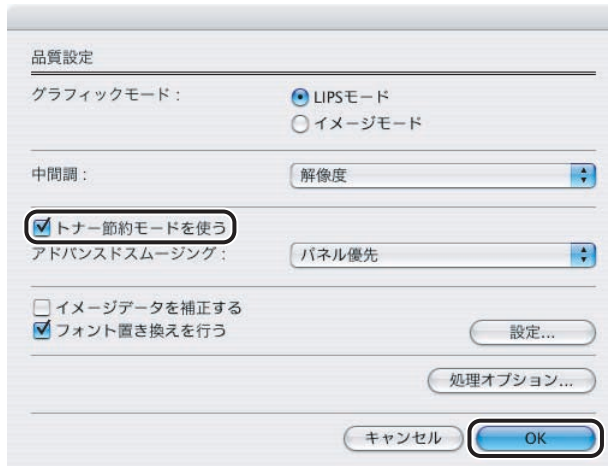 品質設定
グラフィックモード：
LIPSモード
イメージモード
中間調：
解像度
トナー節約モードを使う
アドバンスドスムージング：
パネル優先
イメージデータを補正する
フォント置き換えを行う
設定...
処理オプション...
キャンセル
OK